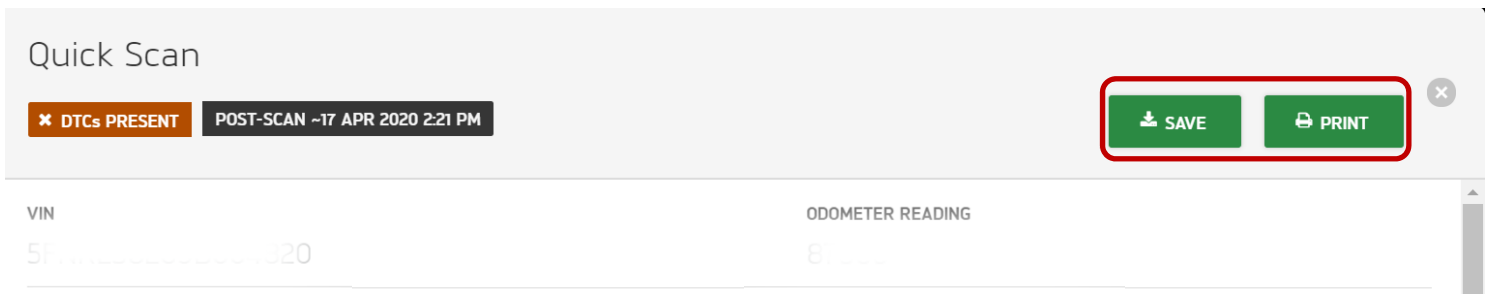 Quick Scan
DTCs PRESENT
POST-SCAN ~17 APR 2020 2:21 PM
SAVE
PRINT
VIN
ODOMETER READING